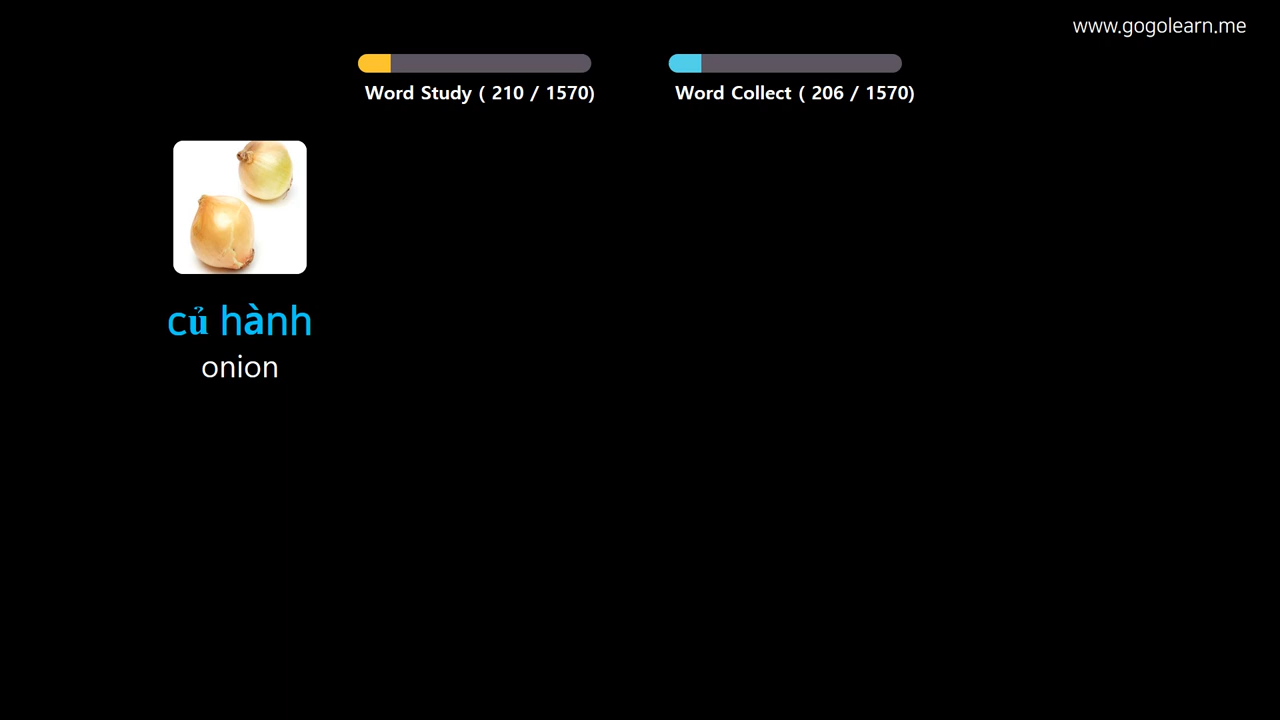 www.gogolearn.me
Word Study ( 210 / 1570)
Word Collect ( 206 / 1570)
củ hành
onion